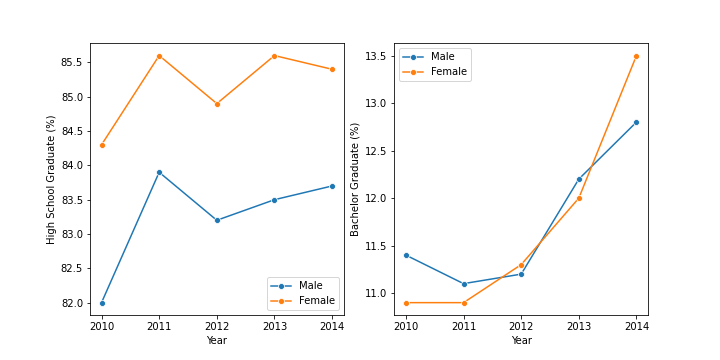 High School Graduate (%)
85.5
85.0
84.5
84.0
83.5
83.0
82.5
82.0
Male
Female
2010 2011 2012 2013 2014
Year
Bachelor Graduate (%)
13.5
13.0
12.5
12.0
11.5
11.0
Male
Female
2010 2011 2012 2013 2014
Year